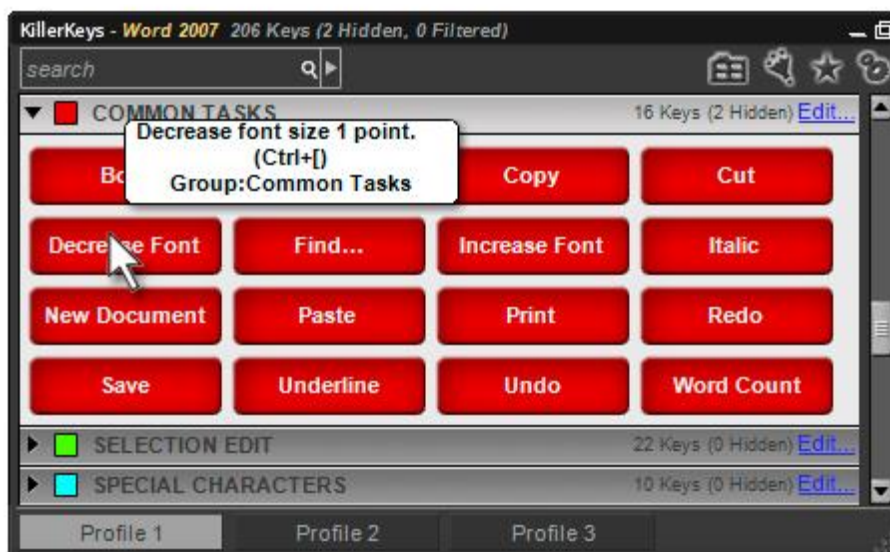 KillerKeys - Word 2007 206 Keys (2 Hidden, 0 Filtered)
search
COMMON TASKS 16 Keys (2 Hidden) Edit...
Decrease font size 1 point.
(Ctrl+[)
Group:Common Tasks
Copy Cut
Decrease Font Find... Increase Font Italic
New Document Paste Print Redo
Save Underline Undo Word Count
SELECTION EDIT 22 Keys (0 Hidden) Edit...
SPECIAL CHARACTERS 10 Keys (0 Hidden) Edit...
Profile 1 Profile 2 Profile 3